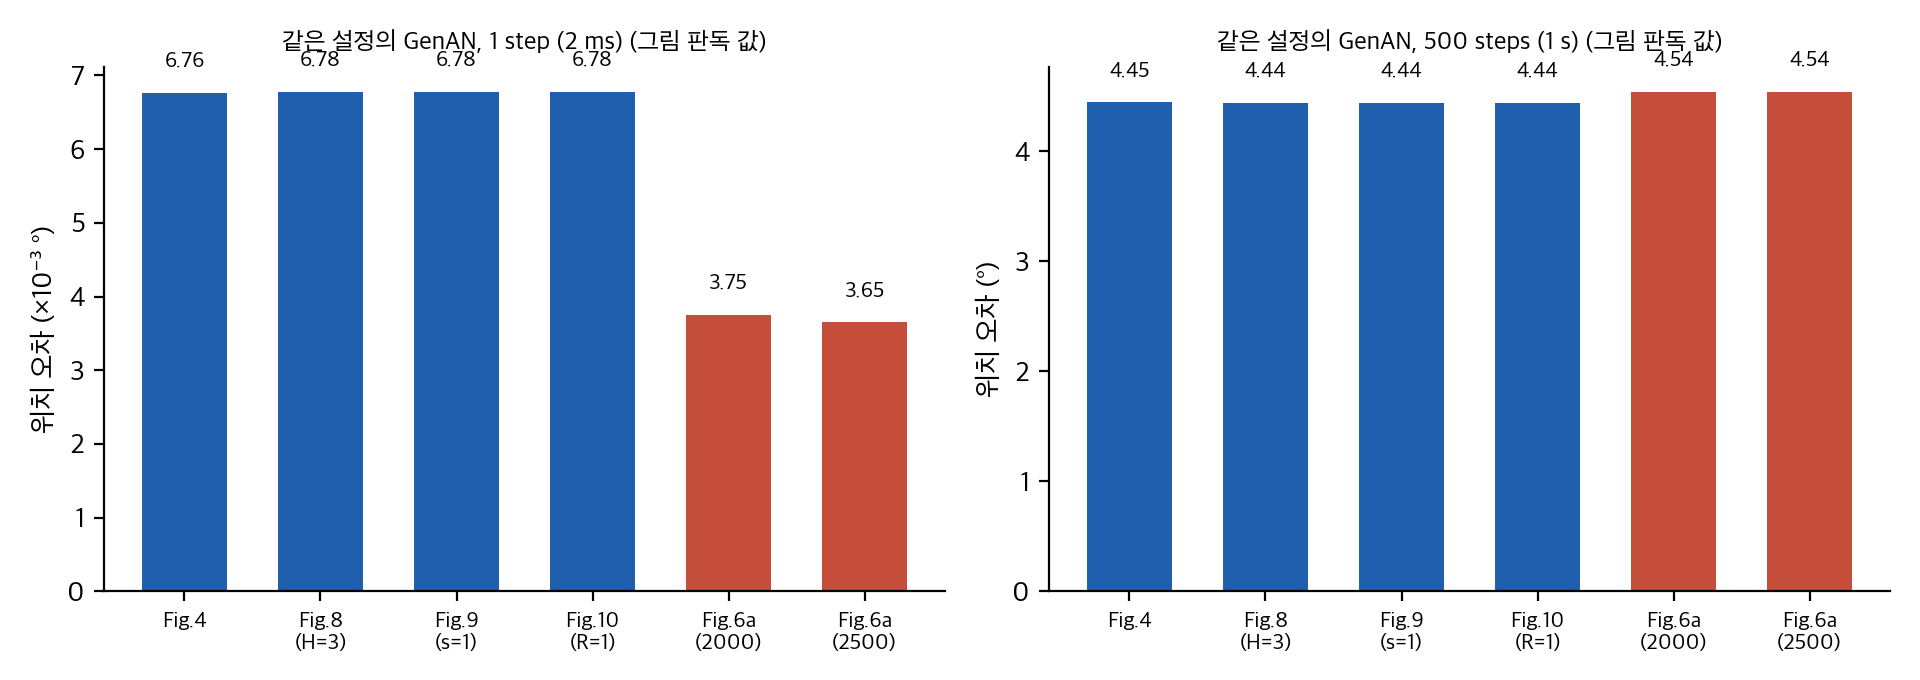 같은 설정의 GenAN, 1 step (2 ms) (그림 판독 값)
6.76
6.78
6.78
6.78
3.75
3.65
7
6
5
4
3
2
1
0
위치 오차 (×10⁻³ °)
Fig.4
Fig.8
(H=3)
Fig.9
(s=1)
Fig.10
(R=1)
Fig.6a
(2000)
Fig.6a
(2500)
같은 설정의 GenAN, 500 steps (1 s) (그림 판독 값)
4.45
4.44
4.44
4.44
4.54
4.54
4
3
2
1
0
위치 오차 (°)
Fig.4
Fig.8
(H=3)
Fig.9
(s=1)
Fig.10
(R=1)
Fig.6a
(2000)
Fig.6a
(2500)